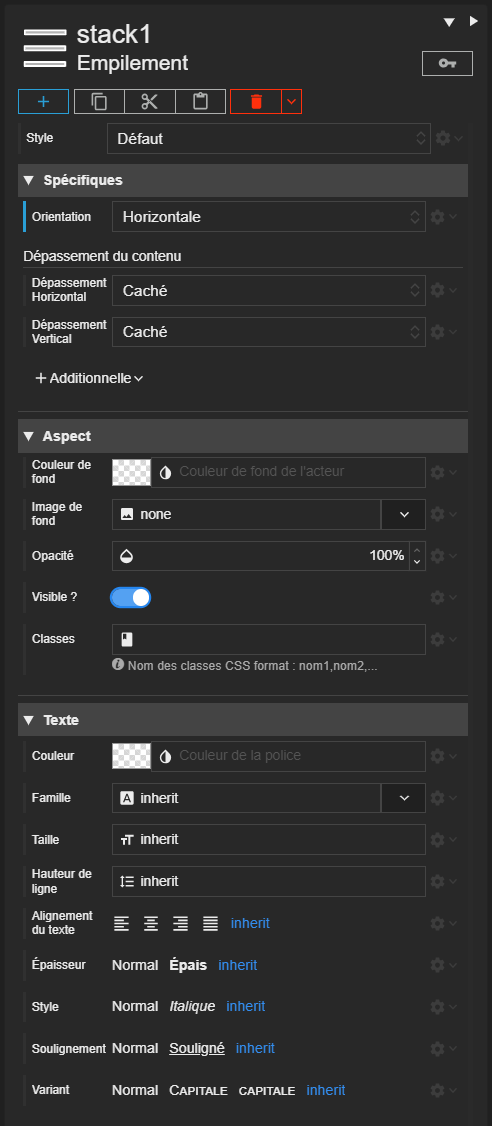 stack1
Empilement
Style Défaut
Spécifiques
Orientation Horizontale
Dépassement du contenu
Dépassement
Horizontal
Caché
Dépassement
Vertical
Caché
Additionnelle
Aspect
Couleur de
fond
Couleur de fond de l'acteur
Image de
fond
none
Opacité 100%
Visible ?
Classes
Nom des classes CSS format : nom1,nom2,...
Texte
Couleur Couleur de la police
Famille inherit
Taille inherit
Hauteur de
ligne
inherit
Alignement
du texte
inherit
Épaisseur Normal Épais inherit
Style Normal Italique inherit
Soulignement Normal Souligné inherit
Variant Normal CAPITALE CAPITALE inherit